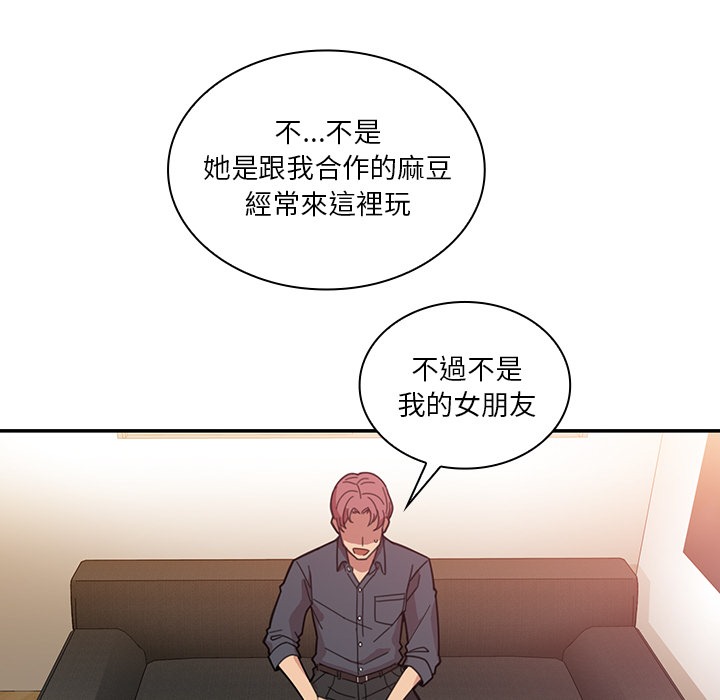 不...不是
她是跟我合作的麻豆
經常來這裡玩
不過不是
我的女朋友